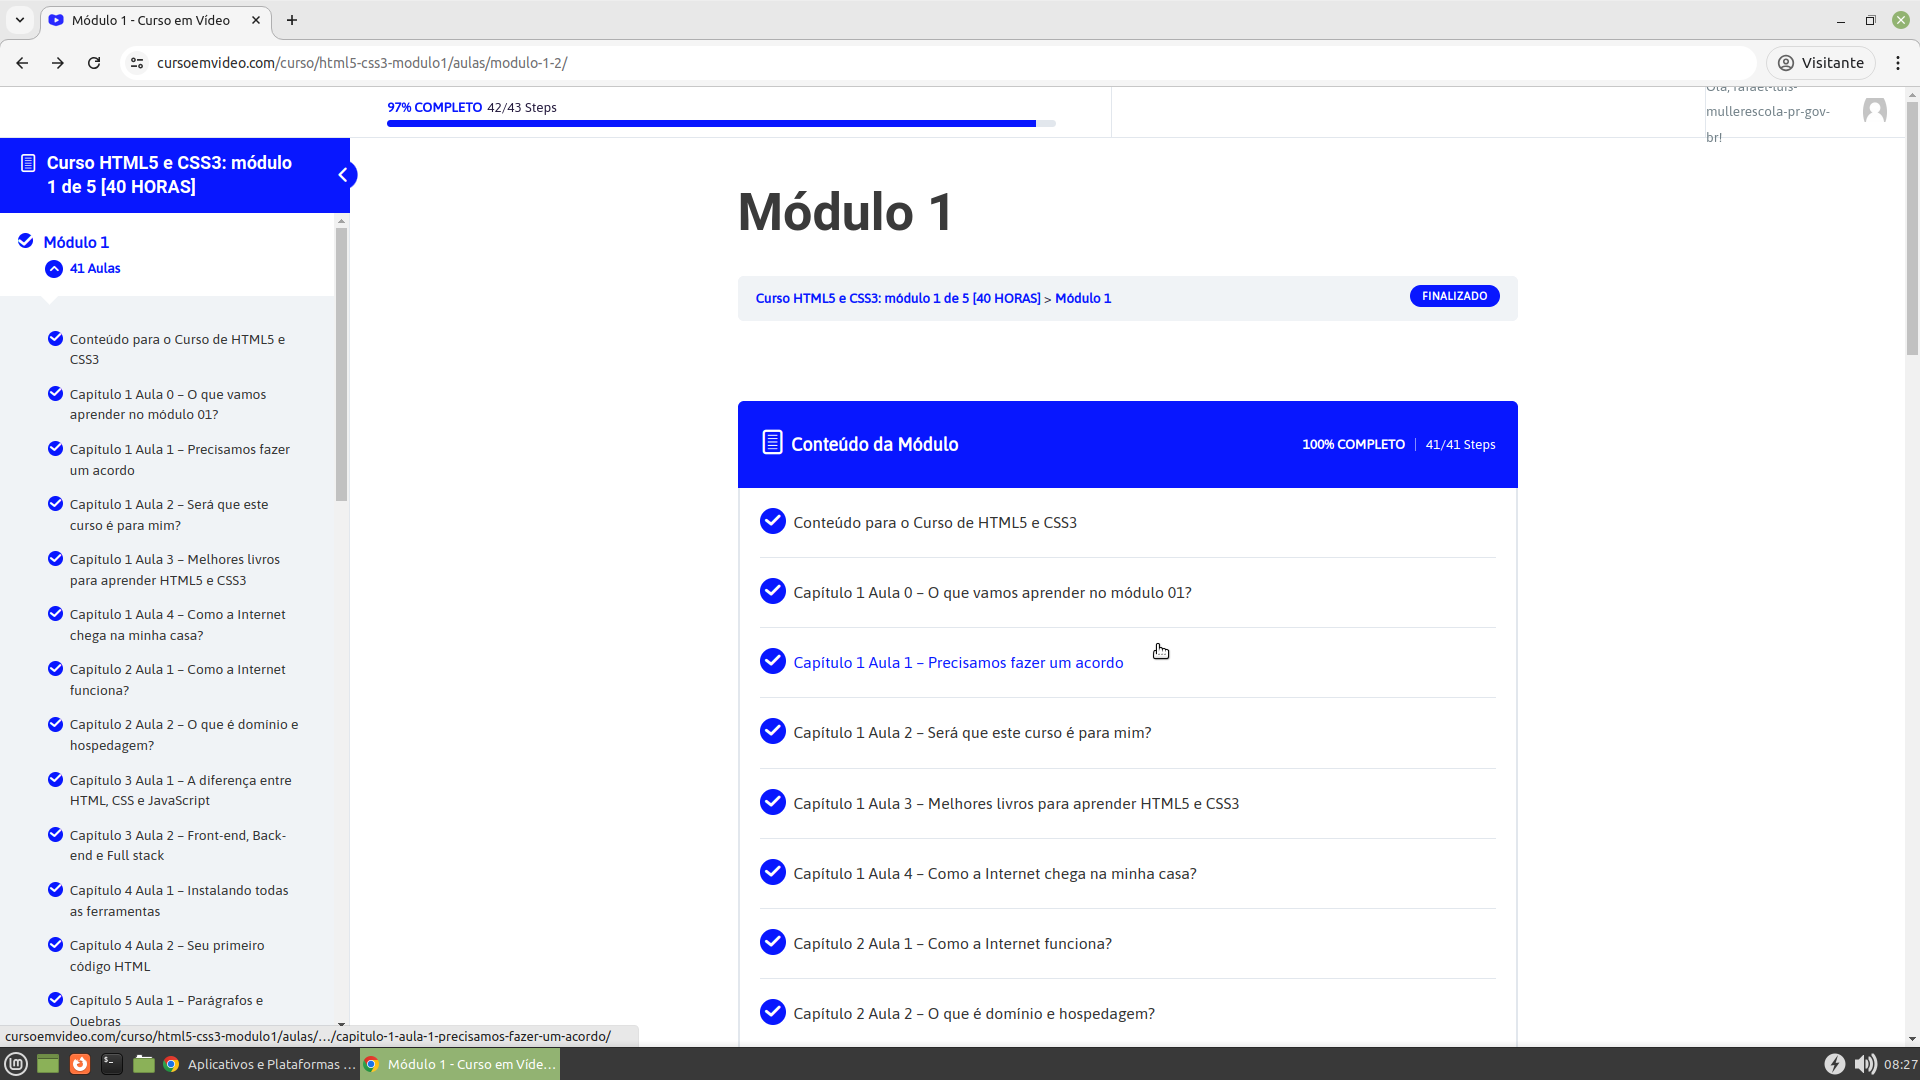 Módulo 1 - Curso em Vídeo
cursoemvideo.com/curso/html5-css3-modulo1/aulas/modulo-1-2/
Visitante
97% COMPLETO 42/43 Steps
Olá, rafael-luis-
mullerescola-pr-gov-
br!
Curso HTML5 e CSS3: módulo
1 de 5 [40 HORAS]
Módulo 1
41 Aulas
Conteúdo para o Curso de HTML5 e
CSS3
Capítulo 1 Aula 0 – O que vamos
aprender no módulo 01?
Capítulo 1 Aula 1 – Precisamos fazer
um acordo
Capítulo 1 Aula 2 – Será que este
curso é para mim?
Capítulo 1 Aula 3 – Melhores livros
para aprender HTML5 e CSS3
Capítulo 1 Aula 4 – Como a Internet
chega na minha casa?
Capítulo 2 Aula 1 – Como a Internet
funciona?
Capítulo 2 Aula 2 – O que é domínio e
hospedagem?
Capítulo 3 Aula 1 – A diferença entre
HTML, CSS e JavaScript
Capítulo 3 Aula 2 – Front-end, Back-
end e Full stack
Capítulo 4 Aula 1 – Instalando todas
as ferramentas
Capítulo 4 Aula 2 – Seu primeiro
código HTML
Capítulo 5 Aula 1 – Parágrafos e
Quebras
Módulo 1
Curso HTML5 e CSS3: módulo 1 de 5 [40 HORAS] > Módulo 1
FINALIZADO
Conteúdo da Módulo
100% COMPLETO | 41/41 Steps
Conteúdo para o Curso de HTML5 e CSS3
Capítulo 1 Aula 0 – O que vamos aprender no módulo 01?
Capítulo 1 Aula 1 – Precisamos fazer um acordo
Capítulo 1 Aula 2 – Será que este curso é para mim?
Capítulo 1 Aula 3 – Melhores livros para aprender HTML5 e CSS3
Capítulo 1 Aula 4 – Como a Internet chega na minha casa?
Capítulo 2 Aula 1 – Como a Internet funciona?
Capítulo 2 Aula 2 – O que é domínio e hospedagem?
cursoemvideo.com/curso/html5-css3-modulo1/aulas/…/capitulo-1-aula-1-precisamos-fazer-um-acordo/
Aplicativos e Plataformas ...
Módulo 1 - Curso em Víde...
08:27